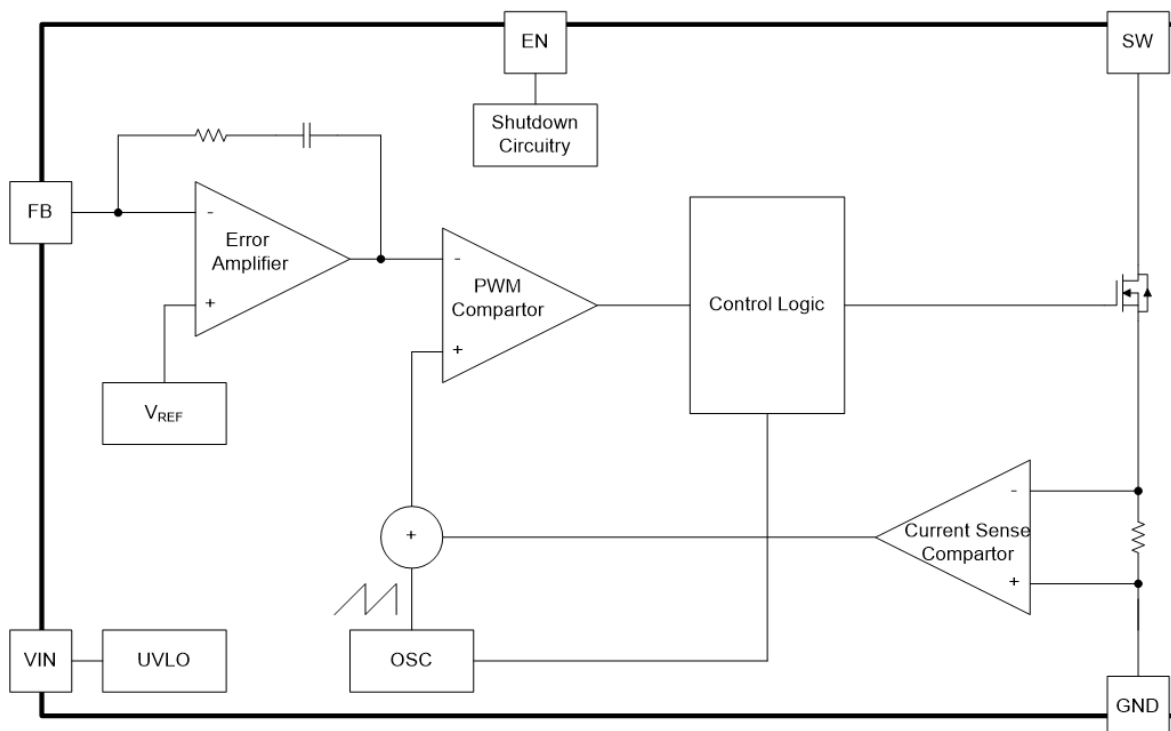 EN
SW
Shutdown
Circuitry
FB
-
Error
Amplifier
+
-
PWM
Compartor
+
Control Logic
VREF
-
Current Sense
Compartor
+
+
VIN
UVLO
OSC
GND